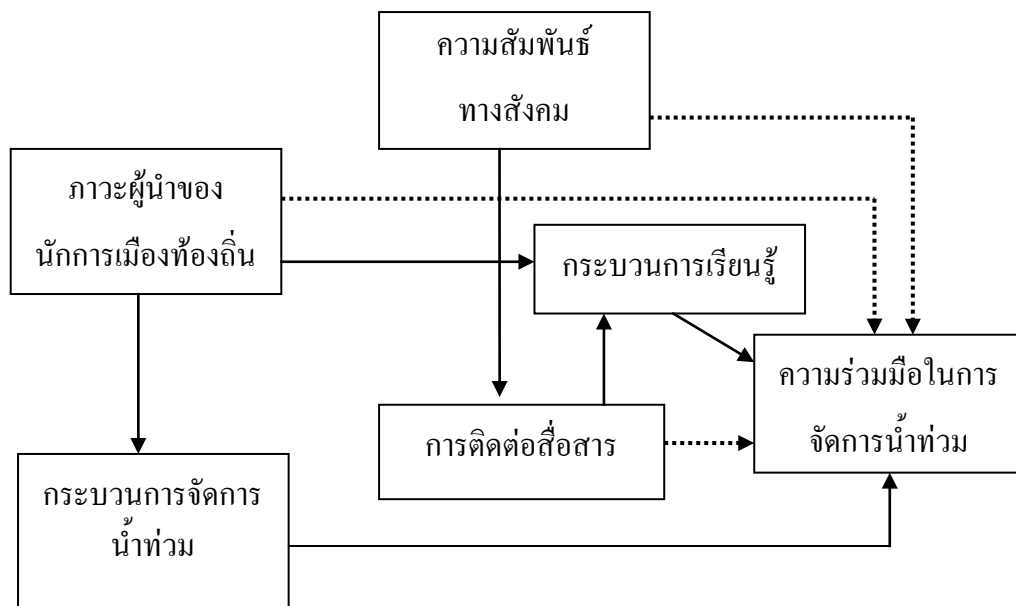 ความสัมพันธ์
ทางสังคม
ภาวะผู้นำของ
นักการเมืองท้องถิ่น
กระบวนการเรียนรู้
ความร่วมมือในการ
จัดการน้ำท่วม
การติดต่อสื่อสาร
กระบวนการจัดการ
น้ำท่วม